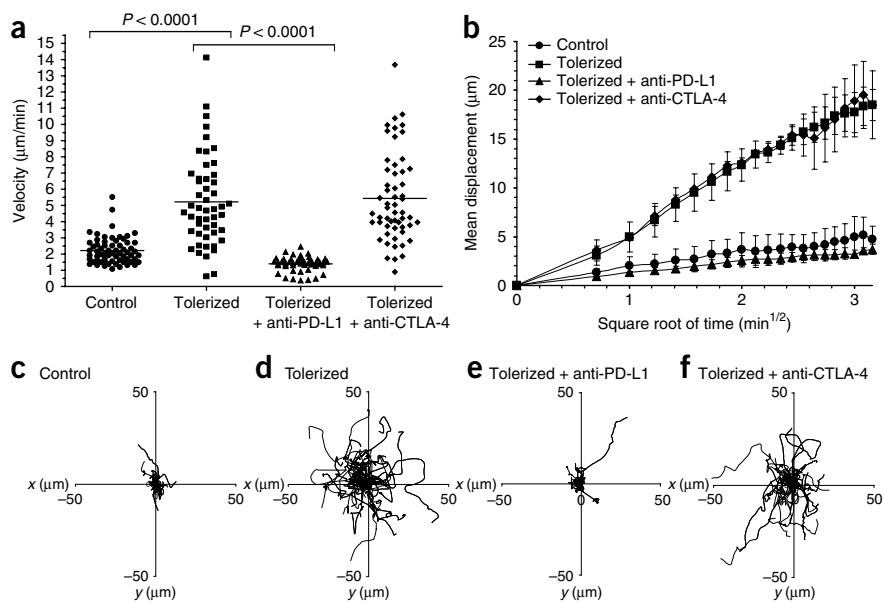 a
P < 0.0001
P < 0.0001
Velocity (μm/min)
15
14
13
12
11
10
9
8
7
6
5
4
3
2
1
0
Control
Tolerized
Tolerized + anti-PD-L1
Tolerized + anti-CTLA-4
b
Control
Tolerized
Tolerized + anti-PD-L1
Tolerized + anti-CTLA-4
Mean displacement (μm)
25
20
15
10
5
0
0
1
2
3
Square root of time (min1/2)
c Control
50
x (μm)
−50
0
50
−50
y (μm)
d Tolerized
50
x (μm)
−50
0
50
−50
y (μm)
e Tolerized + anti-PD-L1
50
x (μm)
−50
0
50
−50
y (μm)
f Tolerized + anti-CTLA-4
50
x (μm)
−50
0
50
−50
y (μm)